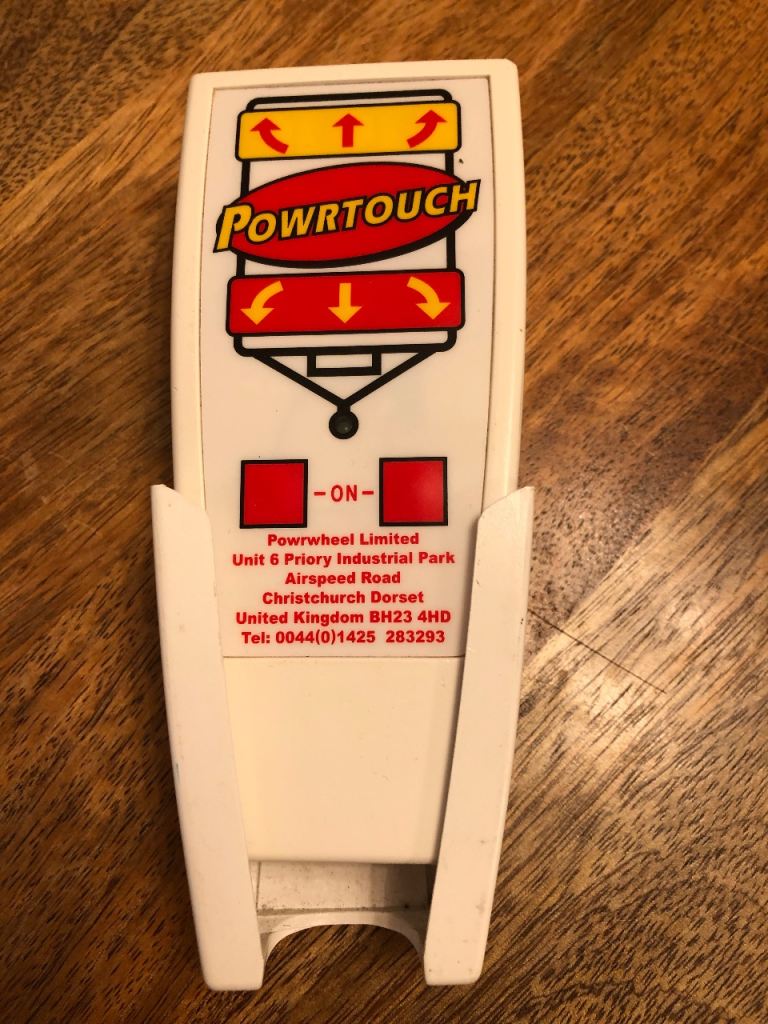 POWRTOUCH
-ON-
Powrwheel Limited
Unit 6 Priory Industrial Park
Airspeed Road
Christchurch Dorset
United Kingdom BH23 4HD
Tel: 0044(0)1425 283293